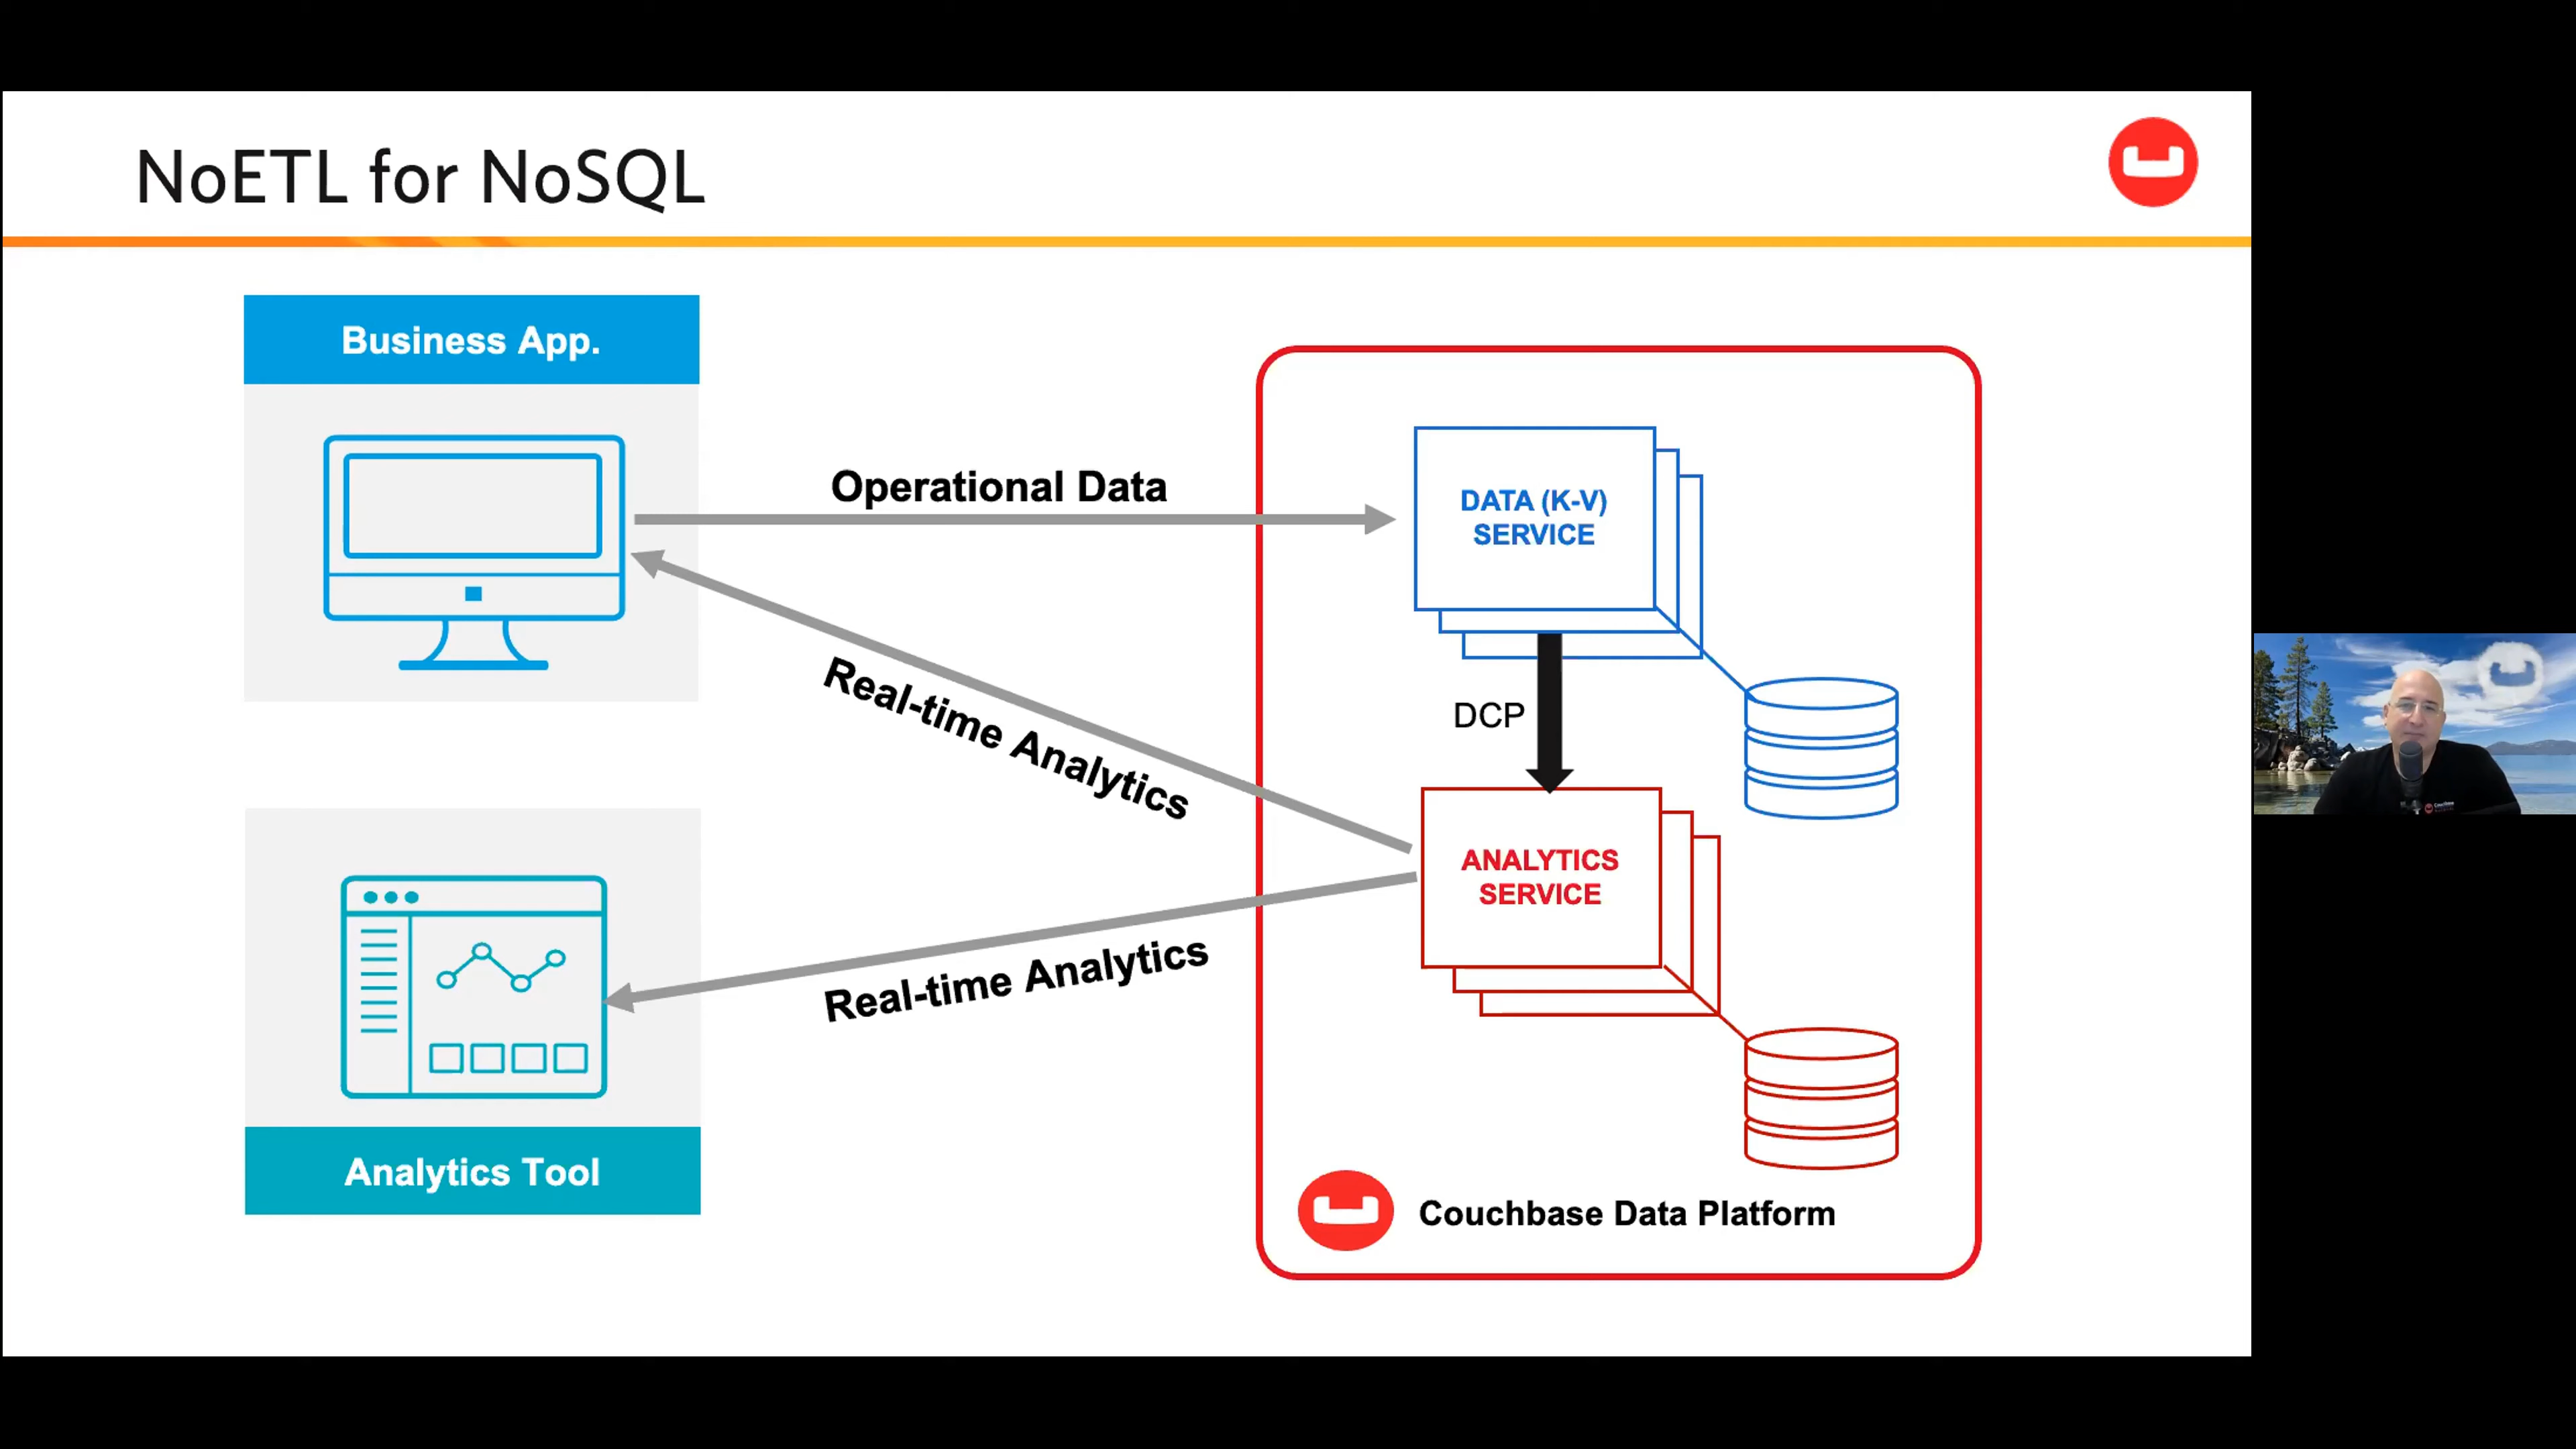 NoETL for NoSQL
Business App.
Operational Data
DATA (K-V)
SERVICE
Real-time Analytics
DCP
ANALYTICS
SERVICE
Real-time Analytics
Analytics Tool
Couchbase Data Platform